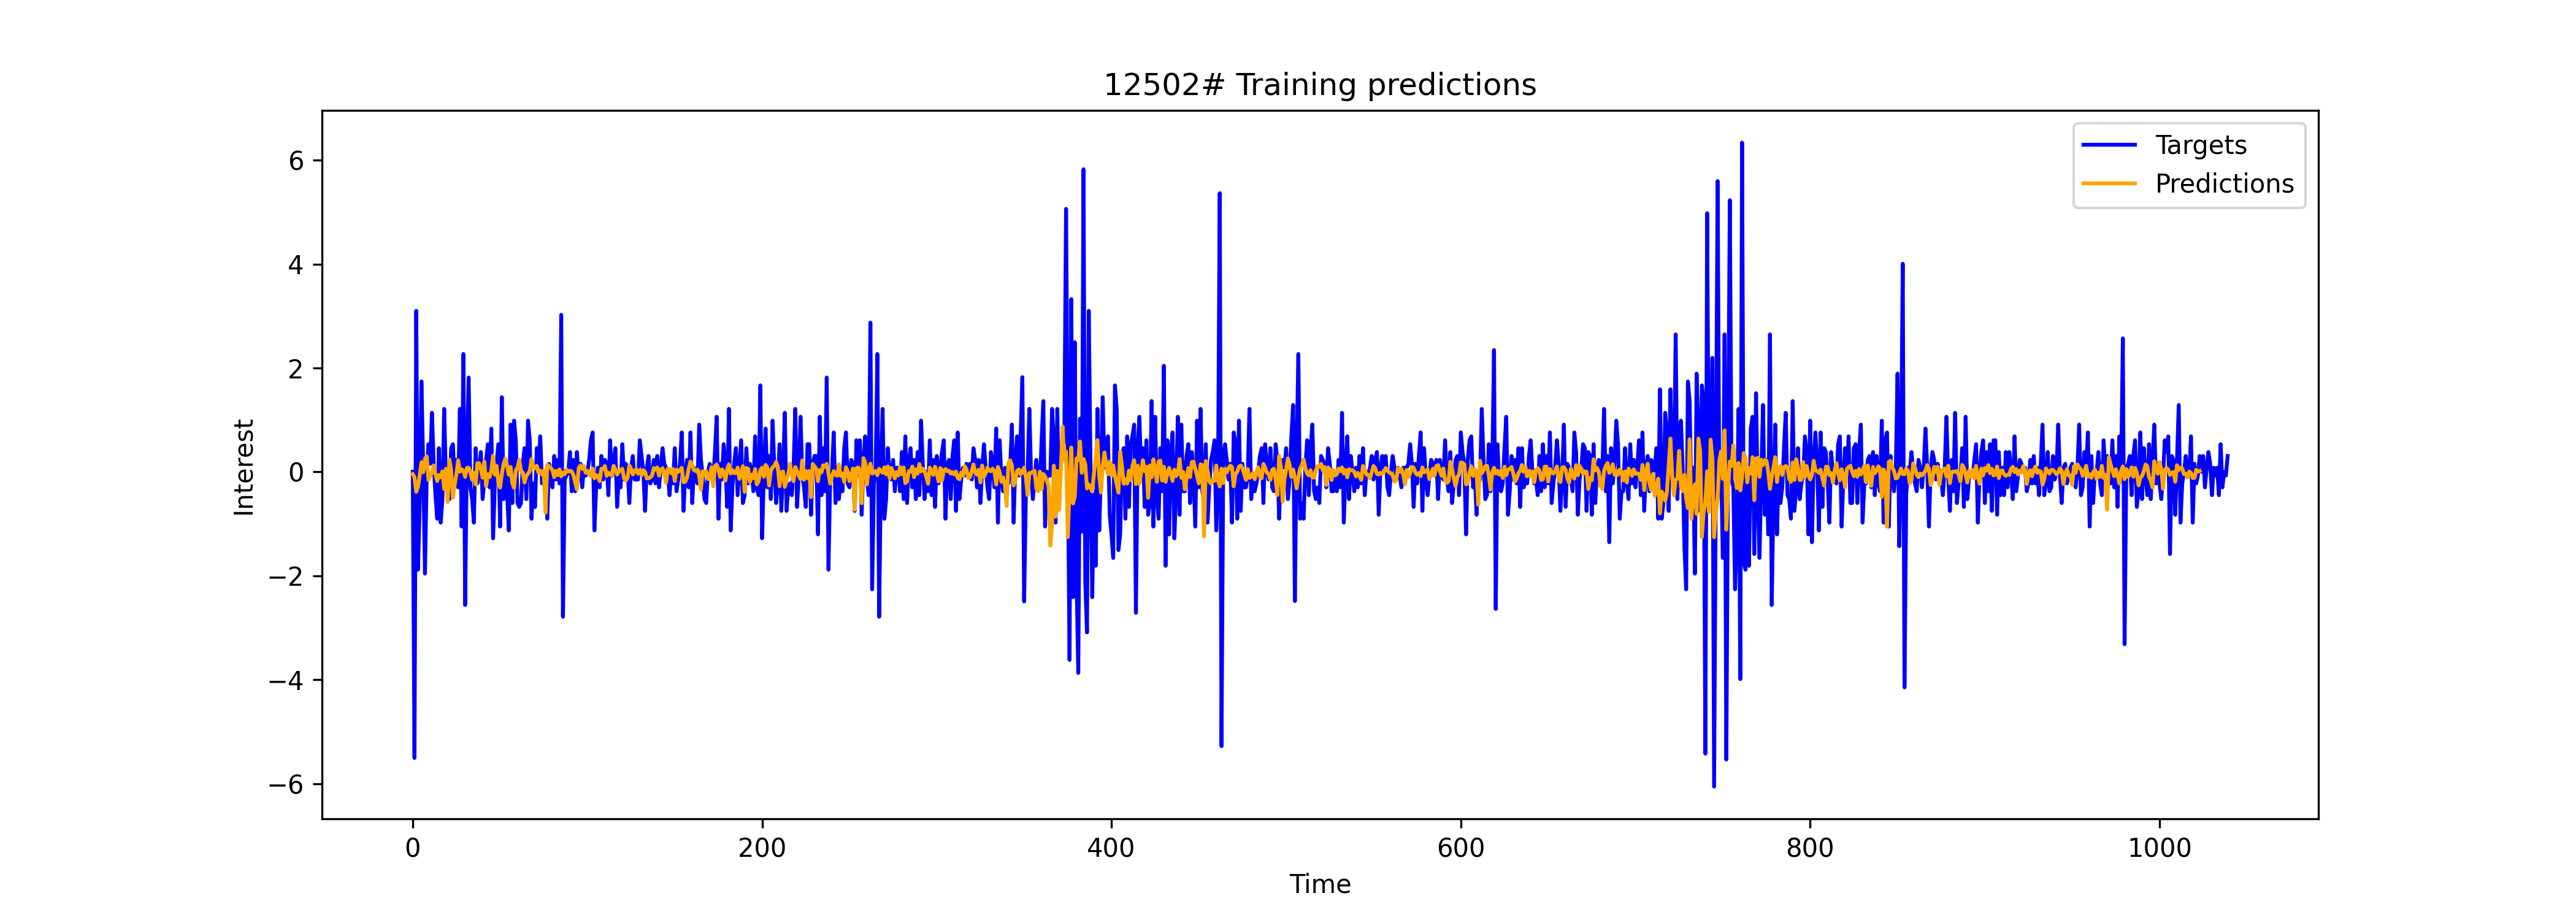 12502# Training predictions
Targets
Predictions
6
4
2
0
−2
−4
−6
Interest
0 200 400 600 800 1000
Time